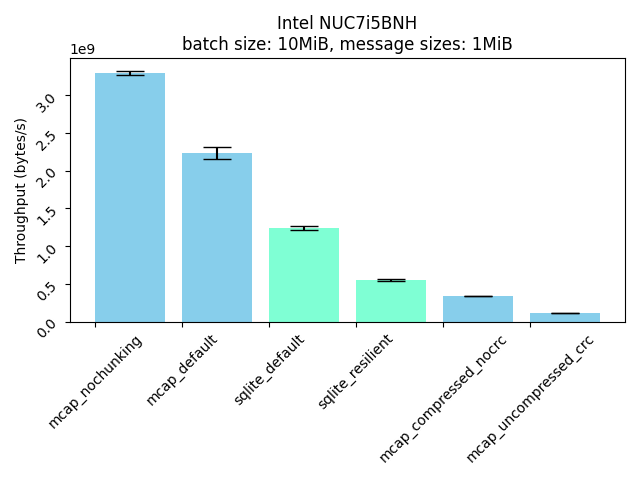 Intel NUC7i5BNH
batch size: 10MiB, message sizes: 1MiB
1e9
Throughput (bytes/s)
3.0
2.5
2.0
1.5
1.0
0.5
0.0
mcap_nochunking
mcap_default
sqlite_default
sqlite_resilient
mcap_compressed_nocrc
mcap_uncompressed_crc